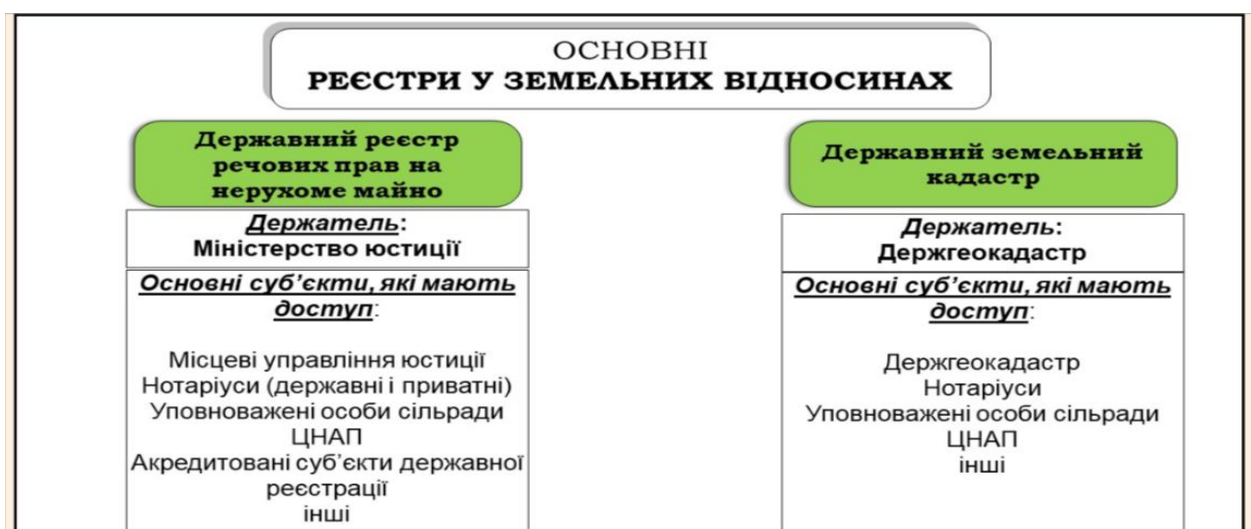 ОСНОВНІ
РЕЄСТРИ У ЗЕМЕЛЬНИХ ВІДНОСИНАХ
Державний реєстр
речових прав на
нерухоме майно
Держатель:
Міністерство юстиції
Основні суб’єкти, які мають
доступ:
Місцеві управління юстиції
Нотаріуси (державні і приватні)
Уповноважені особи сільради
ЦНАП
Акредитовані суб’єкти державної
реєстрації
інші
Державний земельний
кадастр
Держатель:
Держгеокадастр
Основні суб’єкти, які мають
доступ:
Держгеокадастр
Нотаріуси
Уповноважені особи сільради
ЦНАП
інші